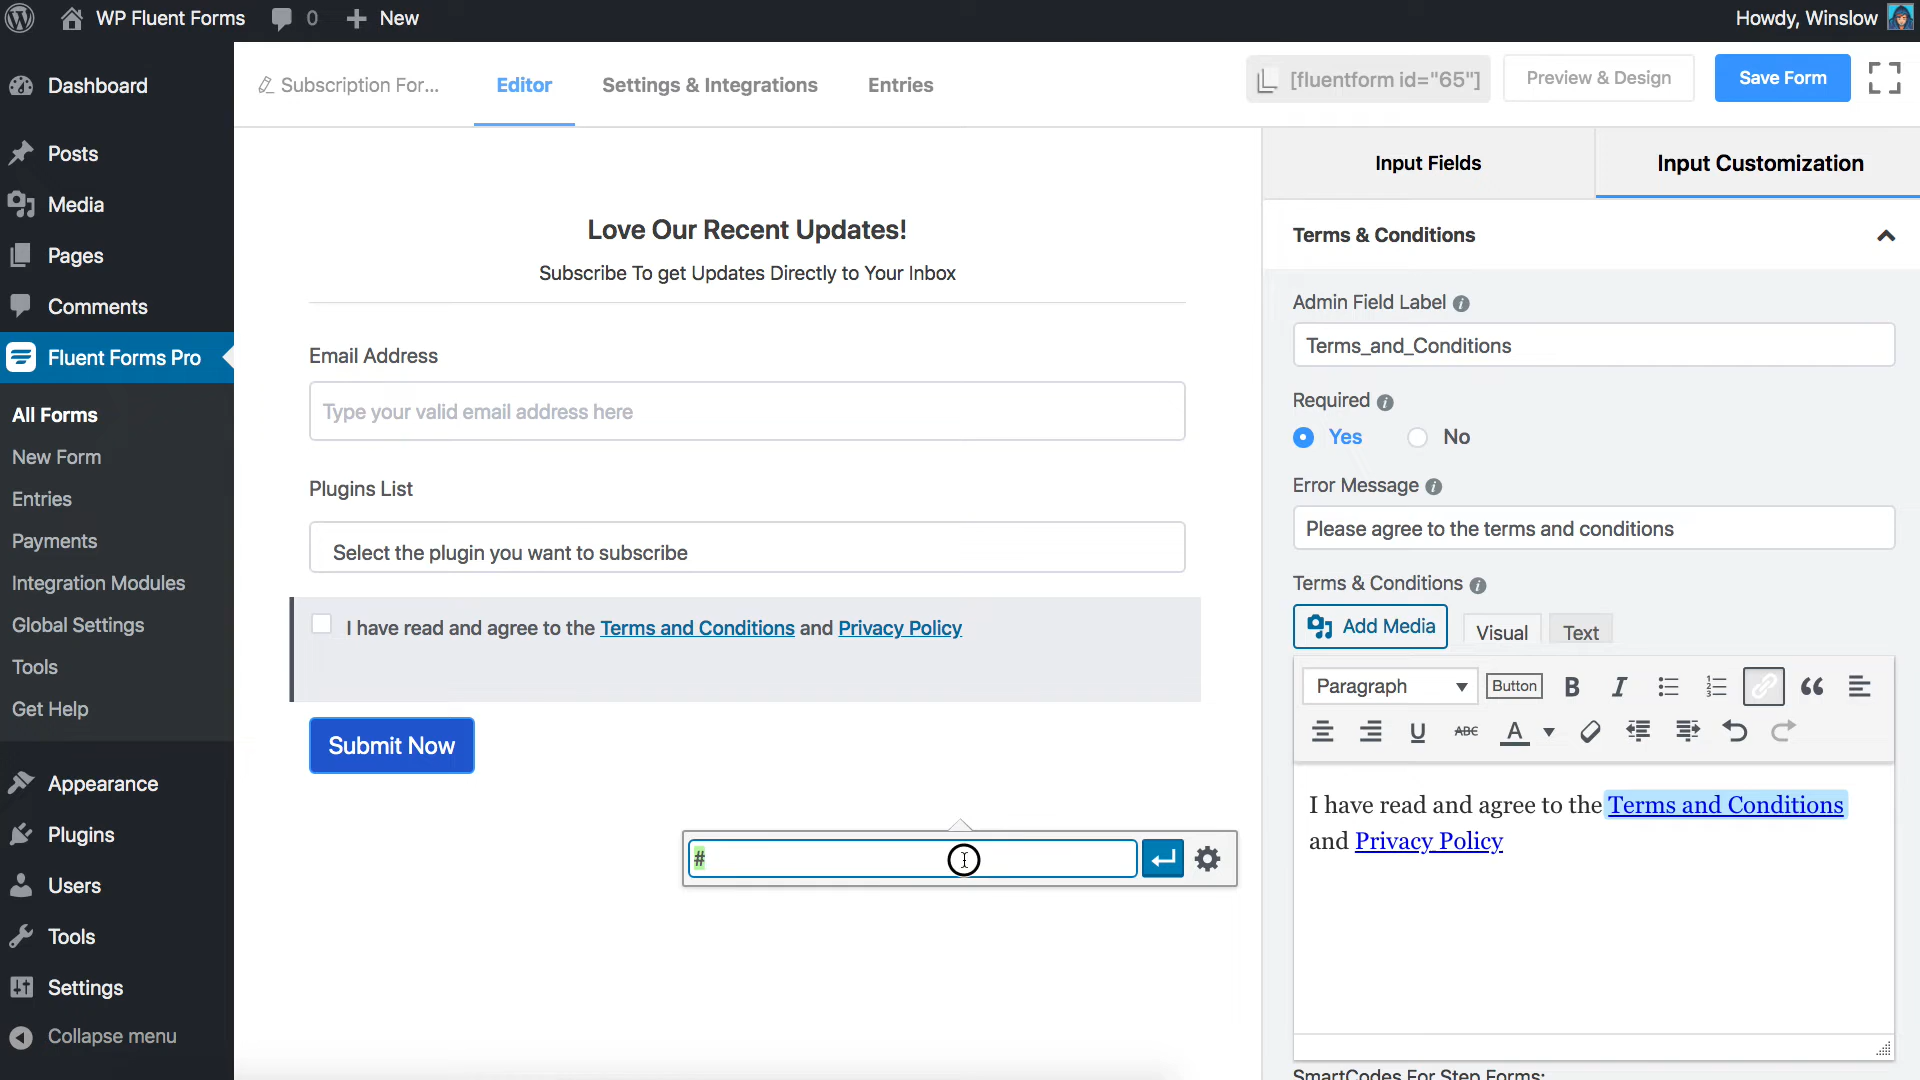 WP Fluent Forms
0
New
Howdy, Winslow
Dashboard
Posts
Media
Pages
Comments
Fluent Forms Pro
All Forms
New Form
Entries
Payments
Integration Modules
Global Settings
Tools
Get Help
Appearance
Plugins
Users
Tools
Settings
Collapse menu
Subscription For...
Editor
Settings & Integrations
Entries
[fluentform id="65"]
Preview & Design
Save Form
Love Our Recent Updates!
Subscribe To get Updates Directly to Your Inbox
Email Address
Type your valid email address here
Plugins List
Select the plugin you want to subscribe
I have read and agree to the Terms and Conditions and Privacy Policy
Submit Now
#
Input Fields
Input Customization
Terms & Conditions
Admin Field Label
Terms_and_Conditions
Required
Yes
No
Error Message
Please agree to the terms and conditions
Terms & Conditions
Add Media
Visual
Text
Paragraph
Button
B
I
U
ABC
A
I have read and agree to the Terms and Conditions
and Privacy Policy
SmartCodes For Step Forms: